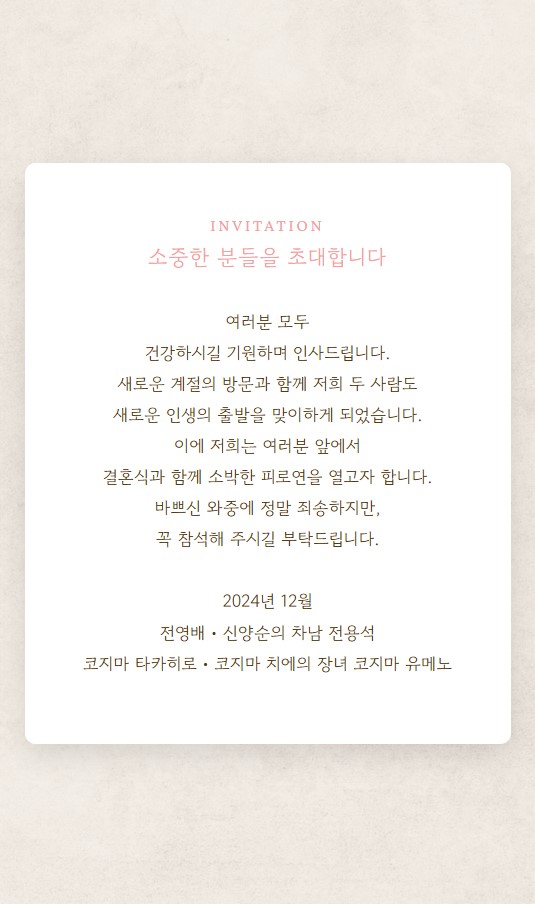 INVITATION
소중한 분들을 초대합니다
여러분 모두
건강하시길 기원하며 인사드립니다.
새로운 계절의 방문과 함께 저희 두 사람도
새로운 인생의 출발을 맞이하게 되었습니다.
이에 저희는 여러분 앞에서
결혼식과 함께 소박한 피로연을 열고자 합니다.
바쁘신 와중에 정말 죄송하지만,
꼭 참석해 주시길 부탁드립니다.
2024년 12월
전영배・신양순의 차남 전용석
코지마 타카히로・코지마 치에의 장녀 코지마 유메노